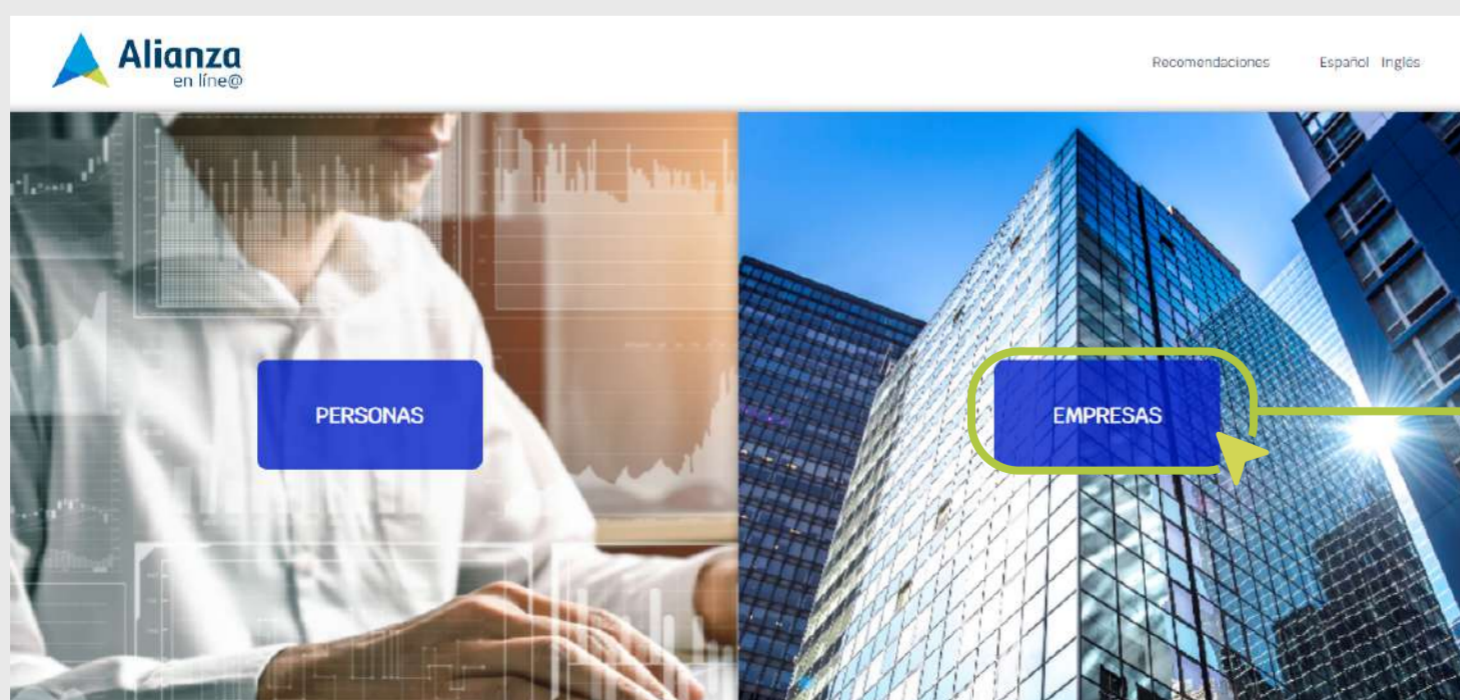 Alianza
en líne@
Recomendaciones
Español Inglés
PERSONAS
EMPRESAS